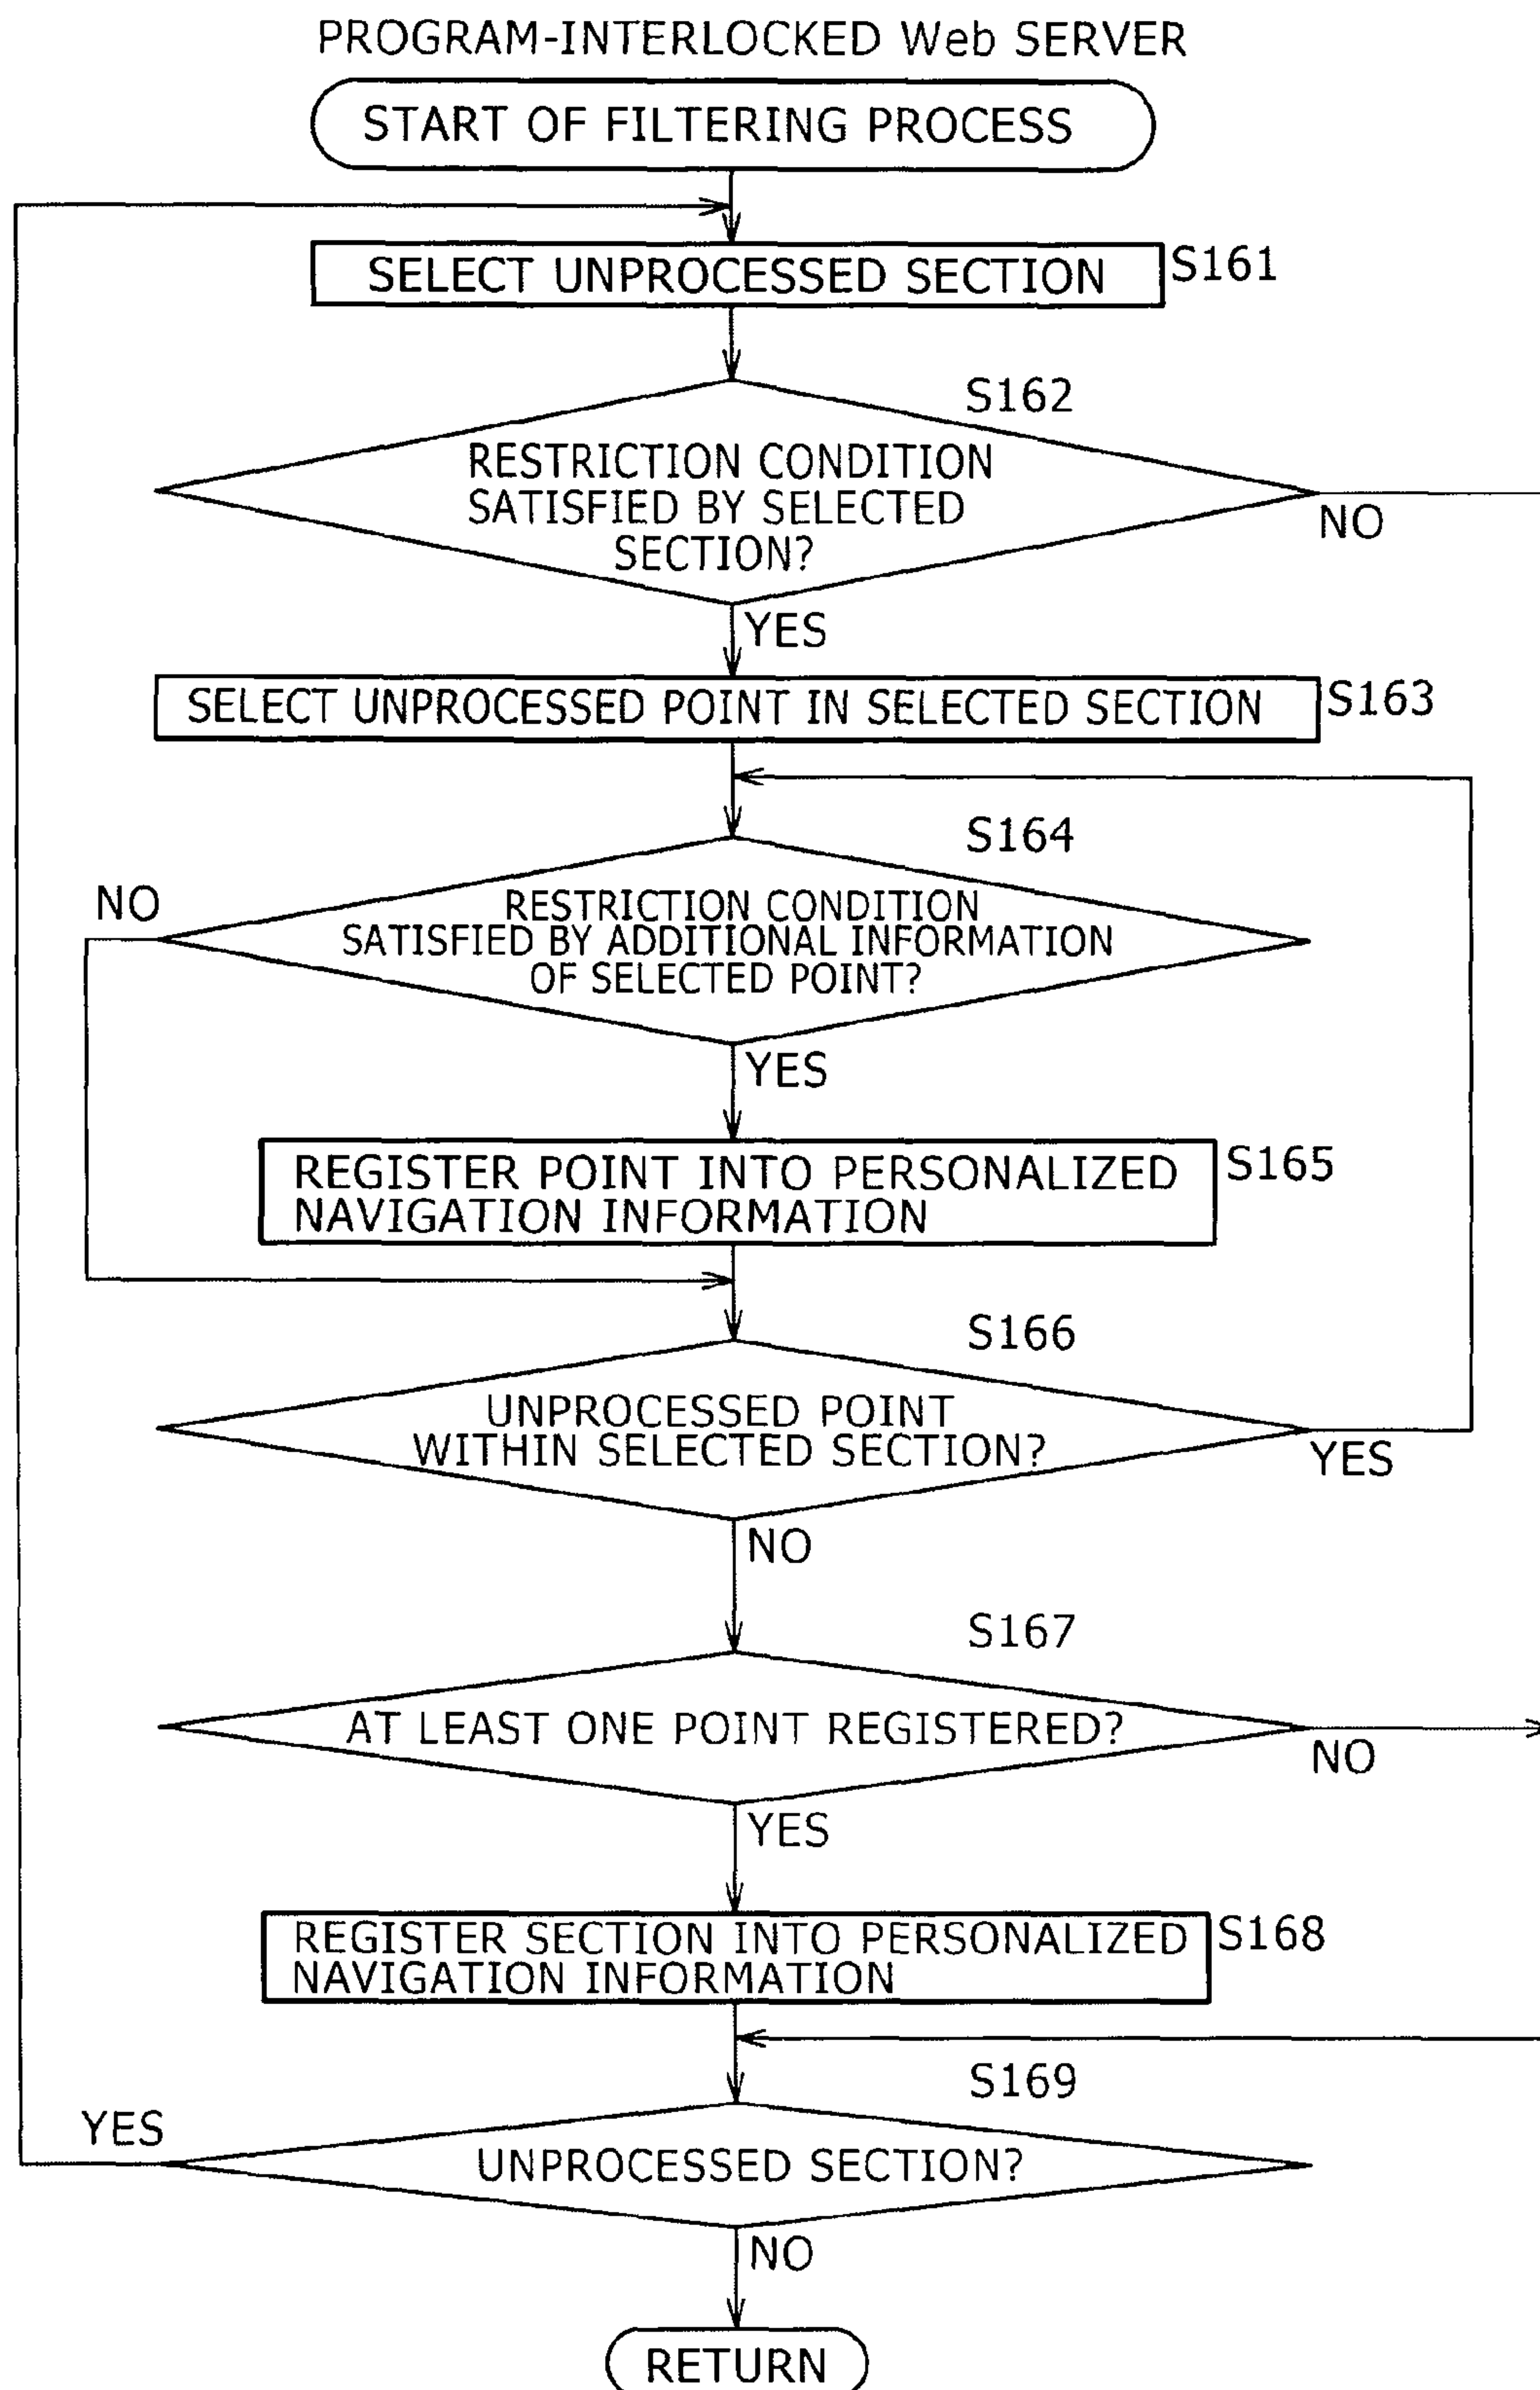 PROGRAM-INTERLOCKED Web SERVER
START OF FILTERING PROCESS
SELECT UNPROCESSED SECTION
S161
S162
RESTRICTION CONDITION
SATISFIED BY SELECTED
SECTION?
NO
YES
SELECT UNPROCESSED POINT IN SELECTED SECTION
S163
S164
NO
RESTRICTION CONDITION
SATISFIED BY ADDITIONAL INFORMATION
OF SELECTED POINT?
YES
REGISTER POINT INTO PERSONALIZED
NAVIGATION INFORMATION
S165
S166
UNPROCESSED POINT
WITHIN SELECTED SECTION?
YES
NO
S167
AT LEAST ONE POINT REGISTERED?
NO
YES
REGISTER SECTION INTO PERSONALIZED
NAVIGATION INFORMATION
S168
S169
YES
UNPROCESSED SECTION?
NO
RETURN